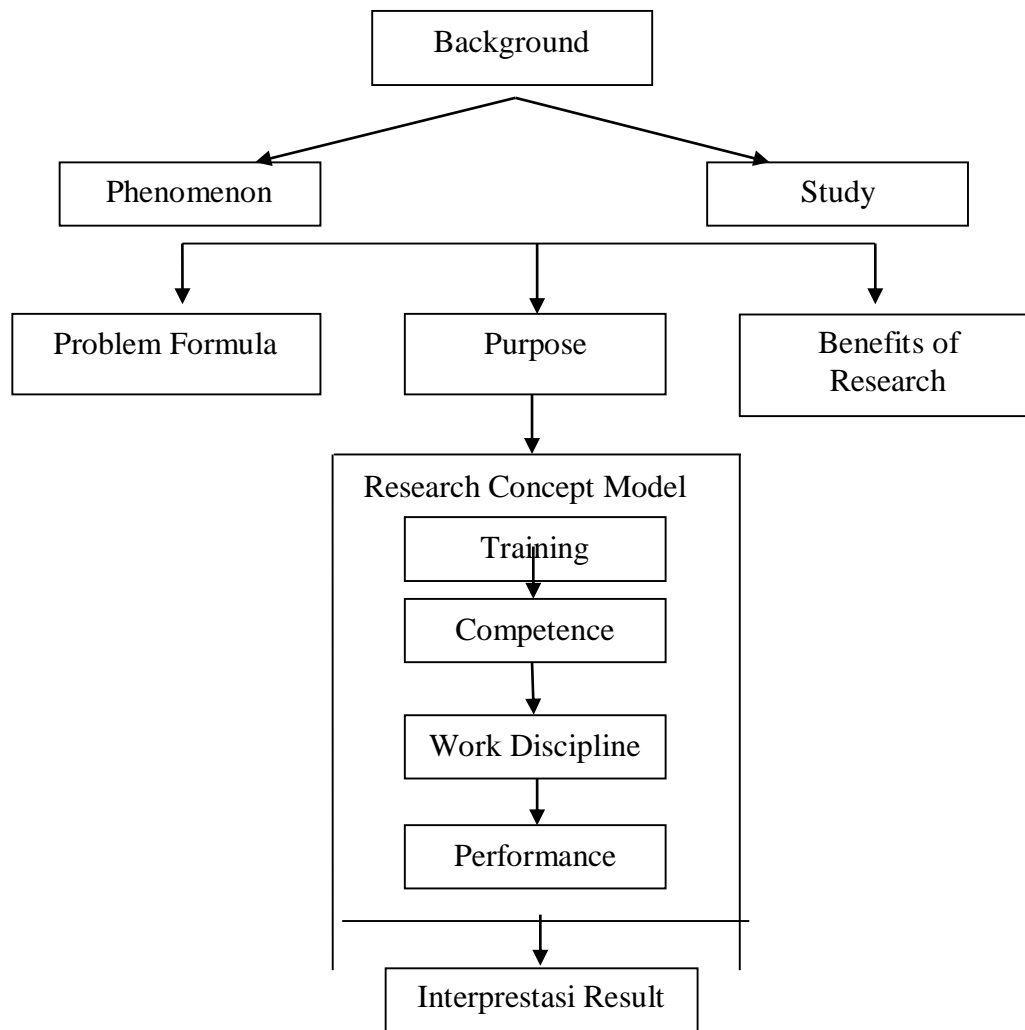 Background
Phenomenon
Study
Problem Formula
Purpose
Benefits of
Research
Research Concept Model
Training
Competence
Work Discipline
Performance
Interprestasi Result